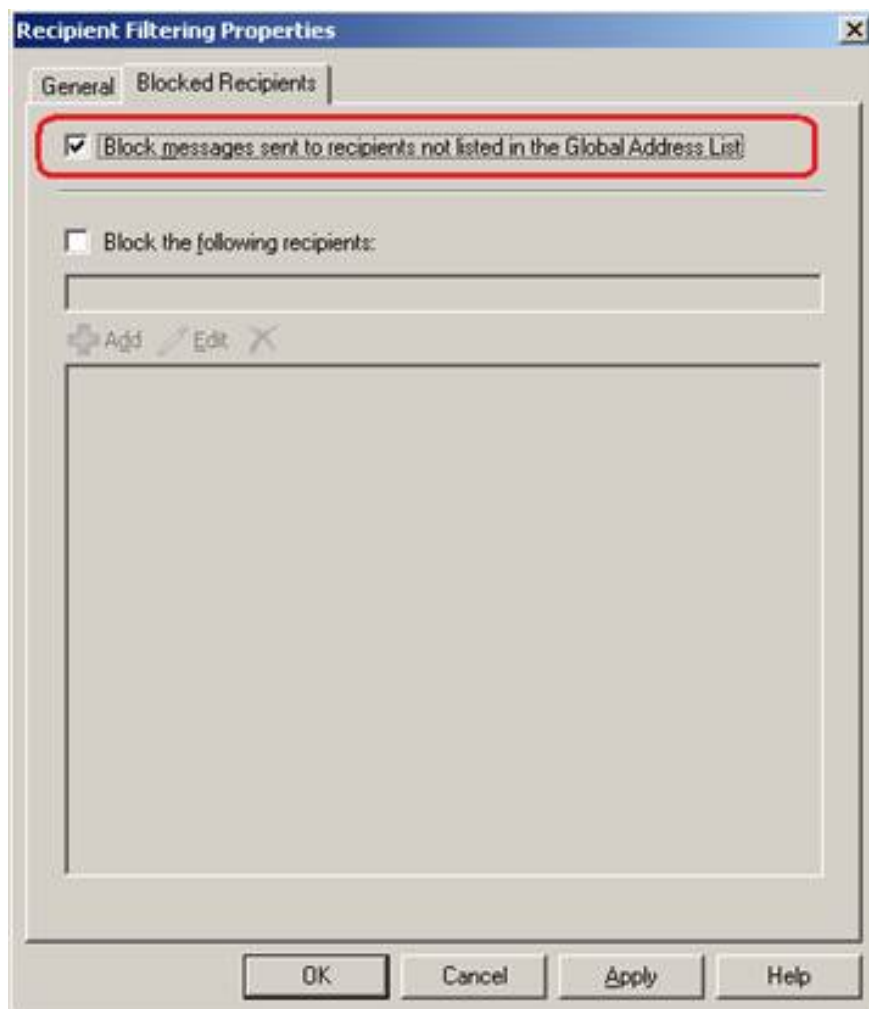 Recipient Filtering Properties
General Blocked Recipients
Block messages sent to recipients not listed in the Global Address List
Block the following recipients:
Add Edit
OK Cancel Apply Help